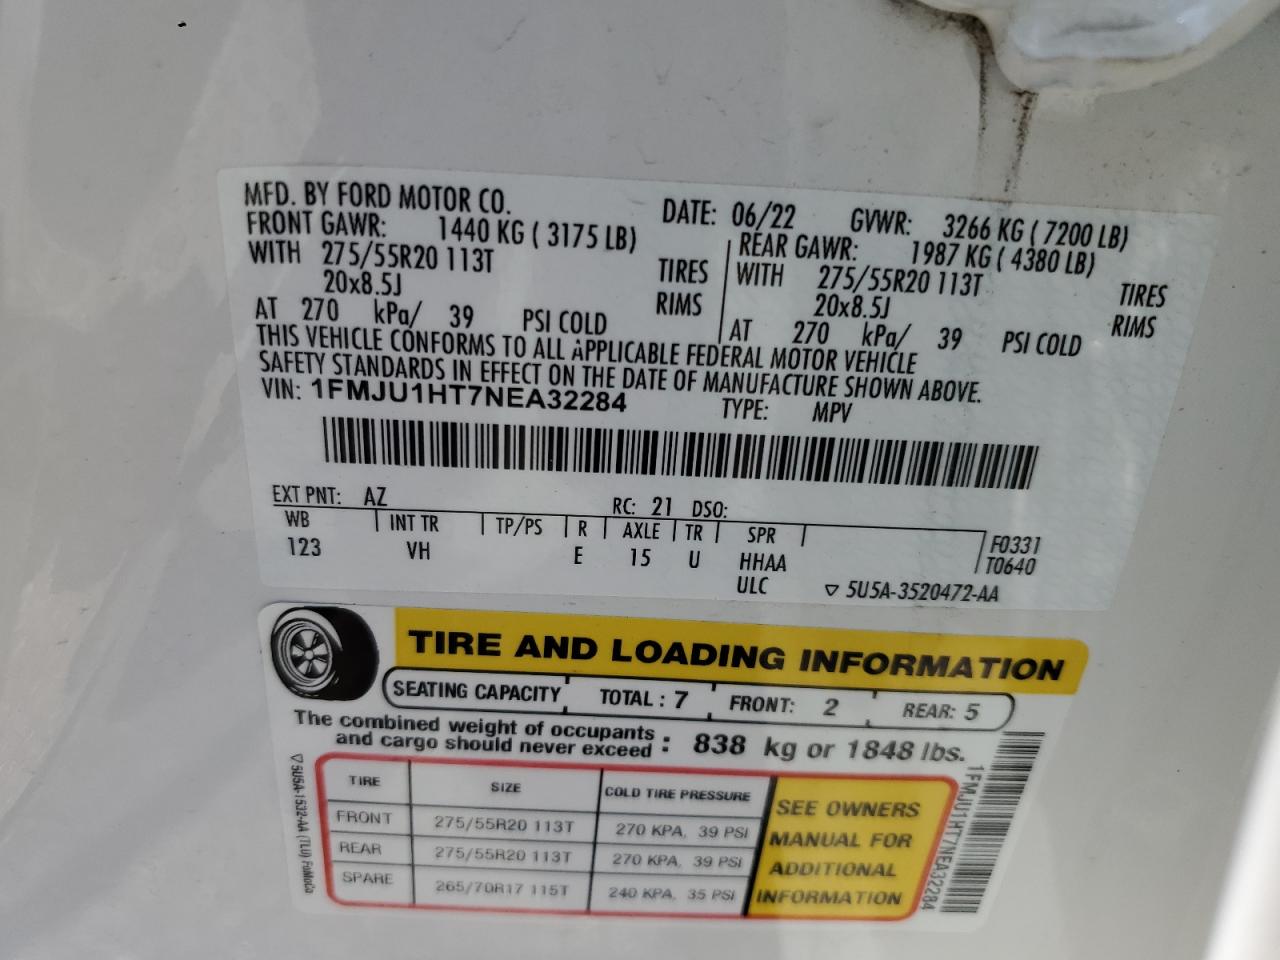 MFD. BY FORD MOTOR CO.
DATE: 06/22 GVWR: 3266 KG ( 7200 LB)
FRONT GAWR: 1440 KG ( 3175 LB) REAR GAWR: 1987 KG ( 4380 LB)
WITH 275/55R20 113T TIRES WITH 275/55R20 113T TIRES
20x8.5J RIMS 20x8.5J RIMS
AT 270 kPa/ 39 PSI COLD AT 270 kPa/ 39 PSI COLD
THIS VEHICLE CONFORMS TO ALL APPLICABLE FEDERAL MOTOR VEHICLE
SAFETY STANDARDS IN EFFECT ON THE DATE OF MANUFACTURE SHOWN ABOVE.
VIN: 1FMJU1HT7NEA32284 TYPE: MPV
EXT PNT: AZ RC: 21 DSO:
WB INT TR TP/PS R AXLE TR SPR F0331
123 VH E 15 U HHAA T0640
ULC ▽ 5U5A-3520472-AA
TIRE AND LOADING INFORMATION
SEATING CAPACITY TOTAL : 7 FRONT: 2 REAR: 5
The combined weight of occupants
and cargo should never exceed : 838 kg or 1848 lbs.
TIRE SIZE COLD TIRE PRESSURE
FRONT 275/55R20 113T 270 KPA, 39 PSI
REAR 275/55R20 113T 270 KPA, 39 PSI
SPARE 265/70R17 115T 240 KPA, 35 PSI
SEE OWNERS
MANUAL FOR
ADDITIONAL
INFORMATION
▽ 5U5A-1532-AA (TLU) FoMoCo
1FMJU1HT7NEA32284